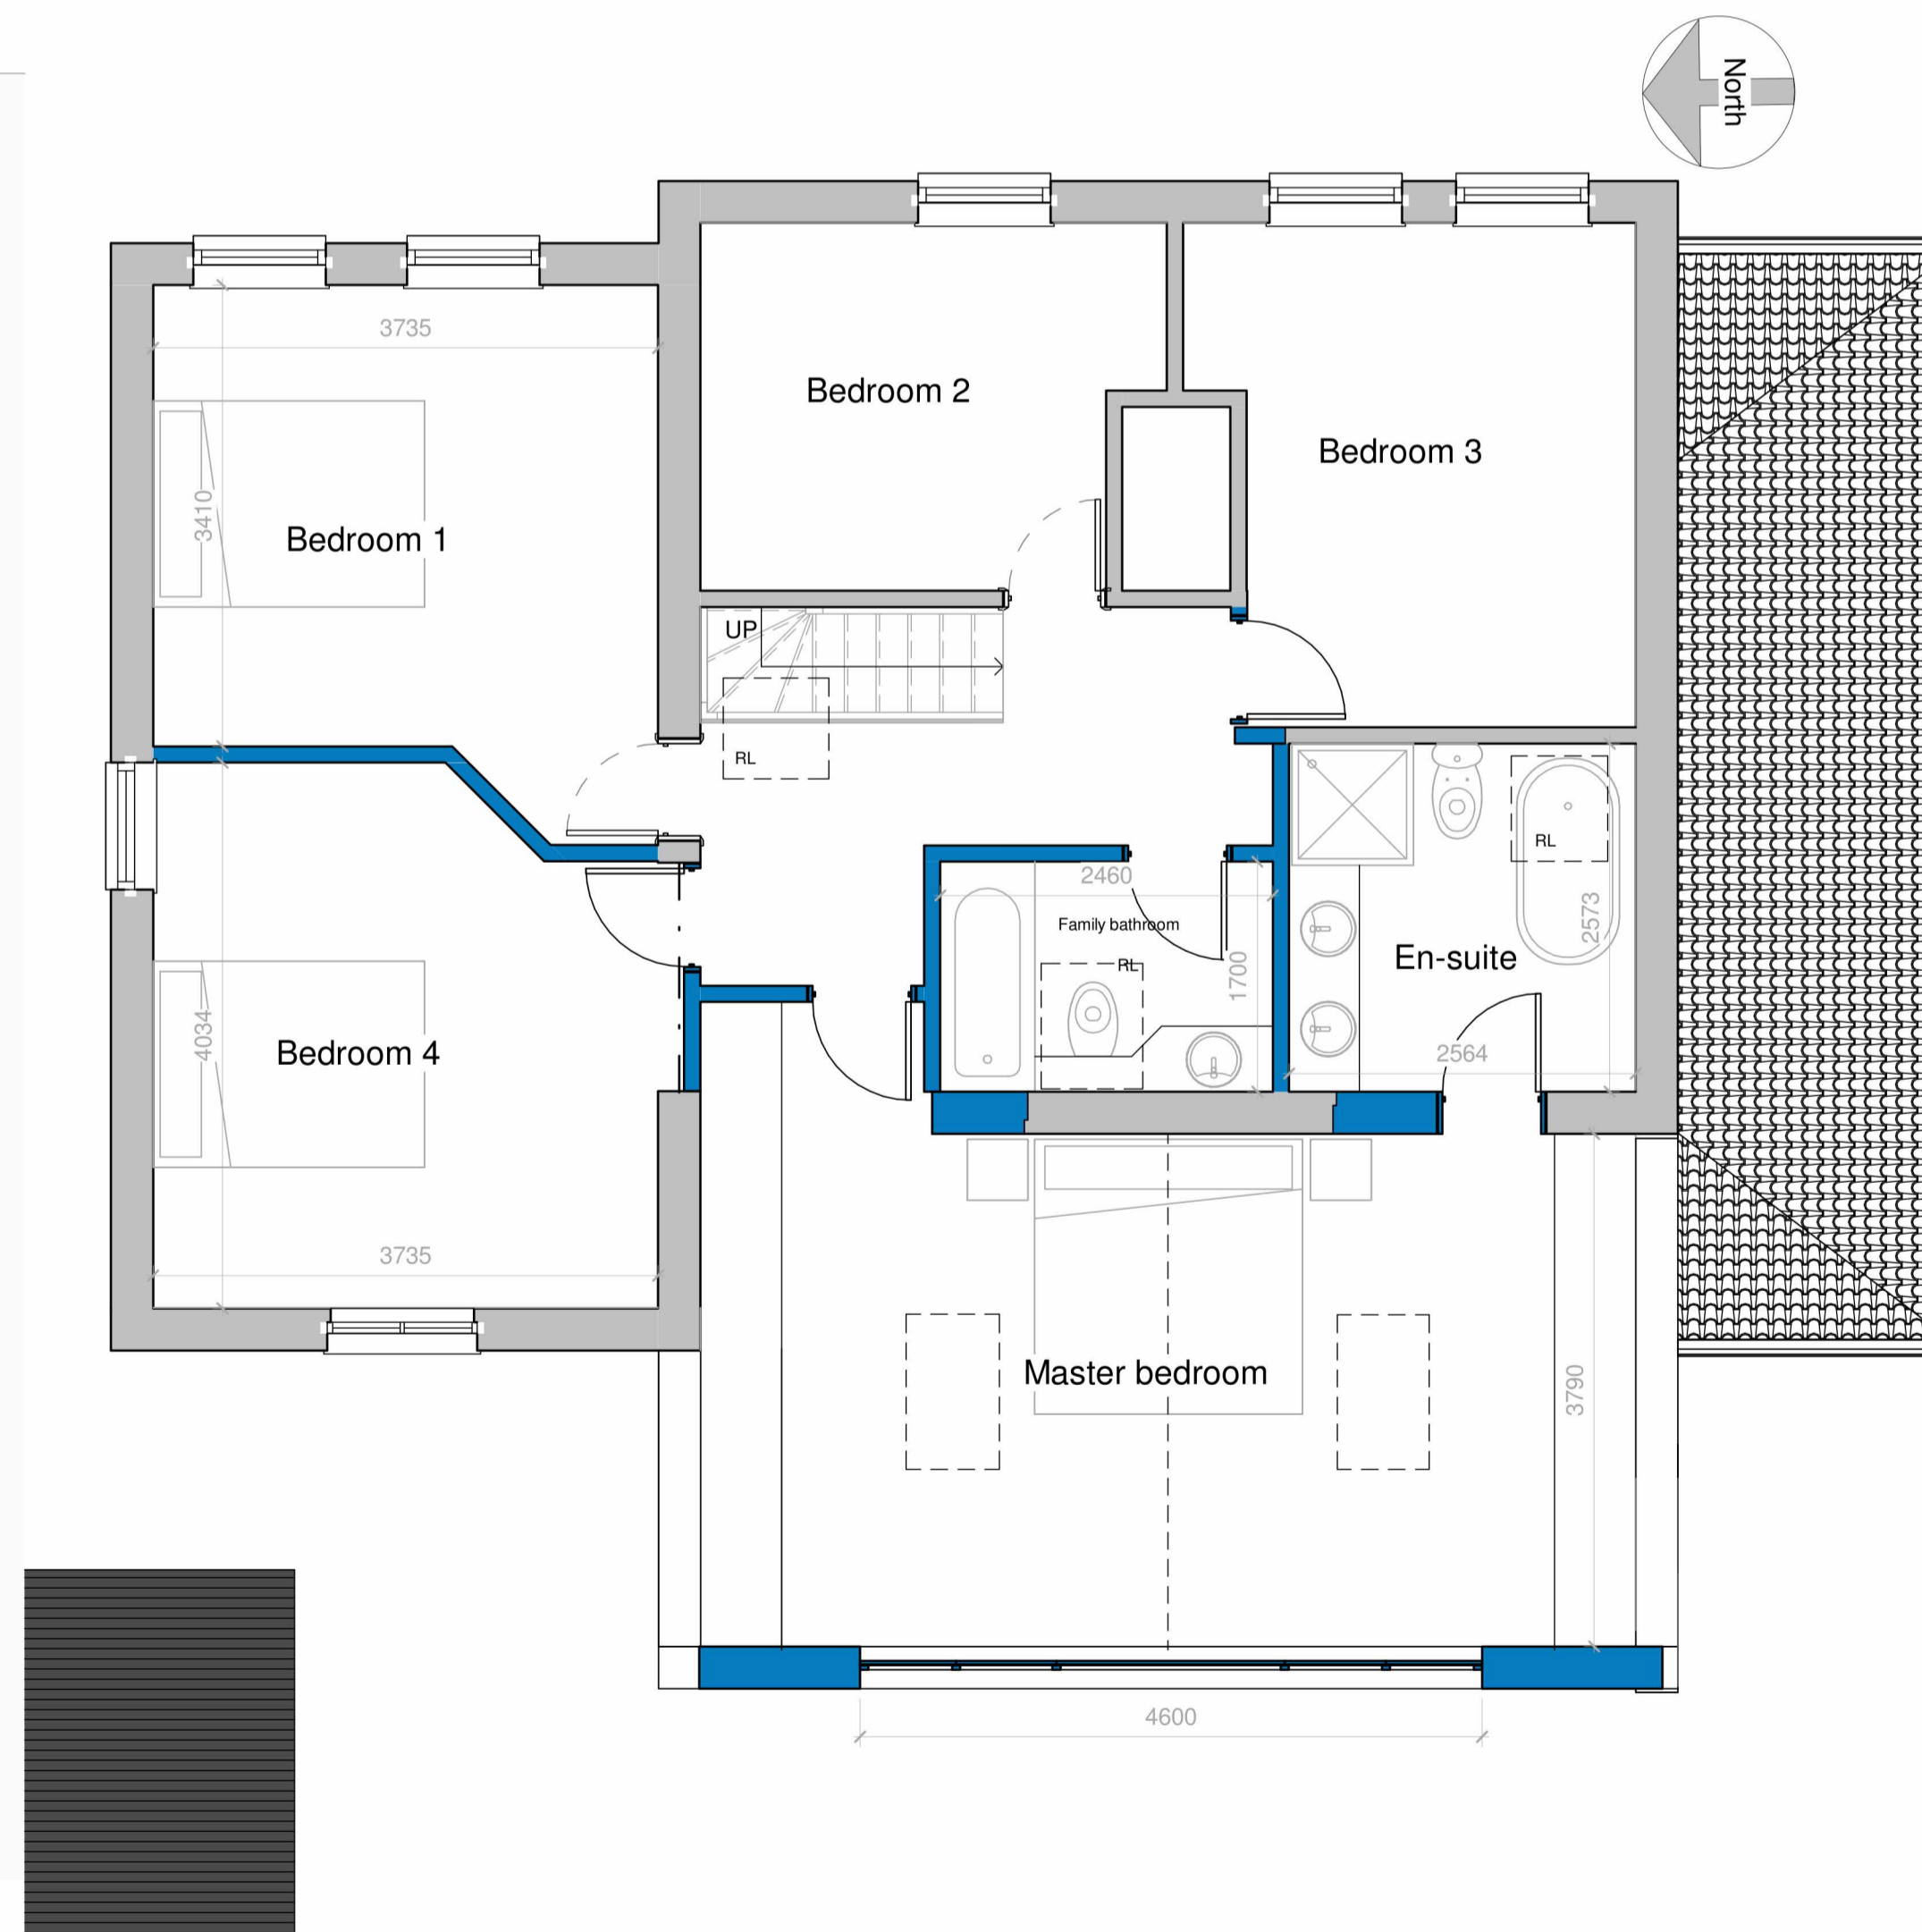 North
3735
Bedroom 2
Bedroom 3
3410
Bedroom 1
UP
RL
RL
2460
Family bathroom
2573
En-suite
RL
1700
4034
Bedroom 4
2564
3735
Master bedroom
3790
4600